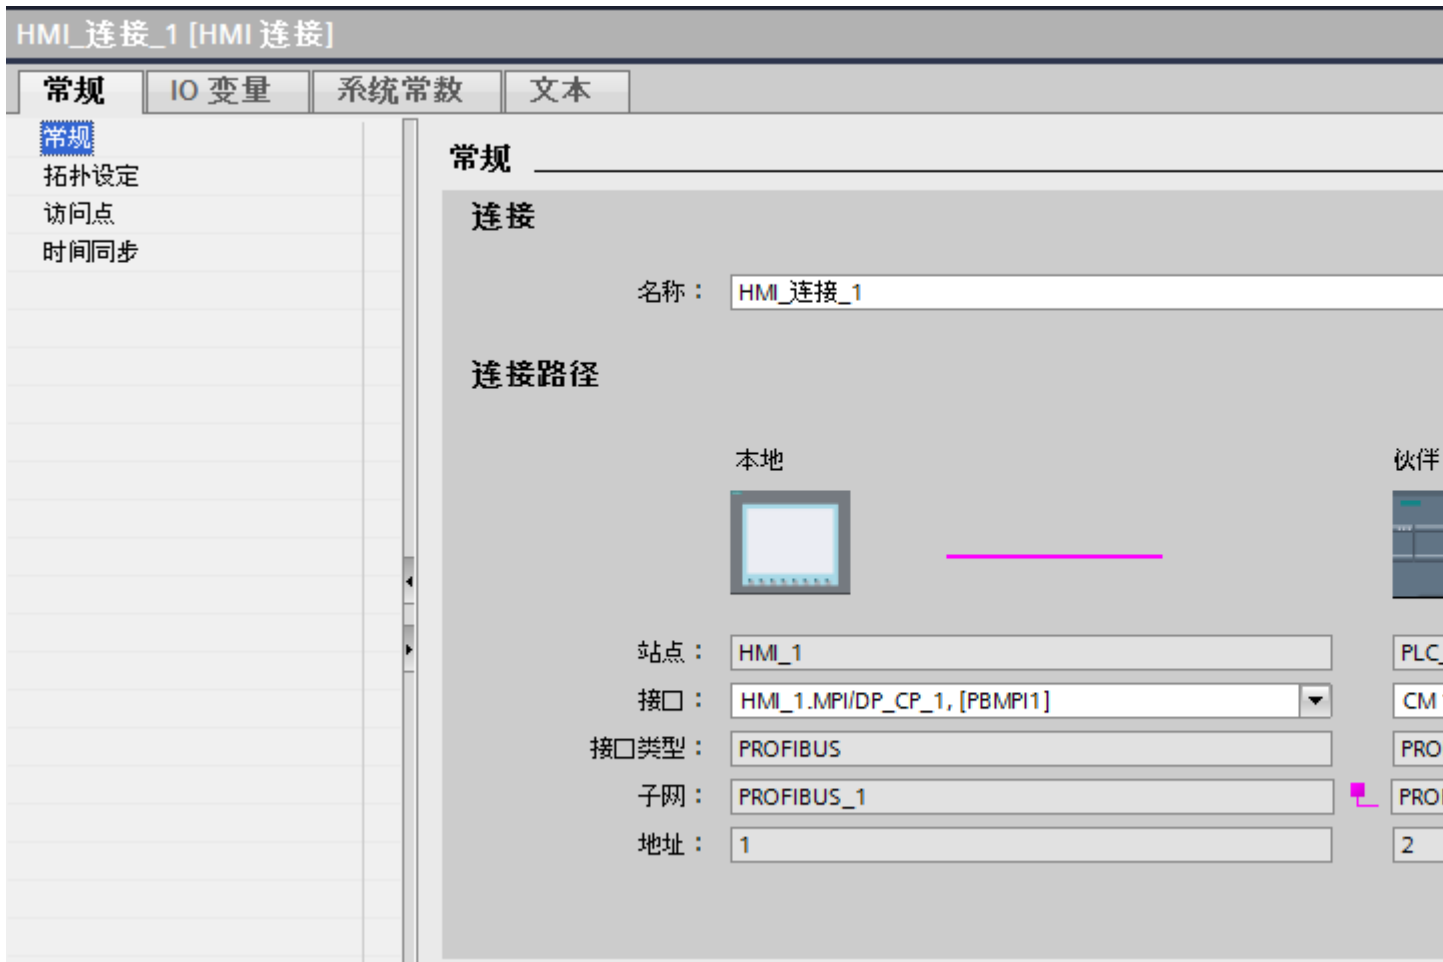 HMI_连接_1 [HMI 连接]
常规 IO 变量 系统常数 文本
常规
拓扑设定
访问点
时间同步
常规
连接
名称： HMI_连接_1
连接路径
本地 伙伴
站点： HMI_1 PLC_
接口： HMI_1.MPI/DP_CP_1, [PBMPI1] CM
接口类型： PROFIBUS PRO
子网： PROFIBUS_1 PROF
地址： 1 2